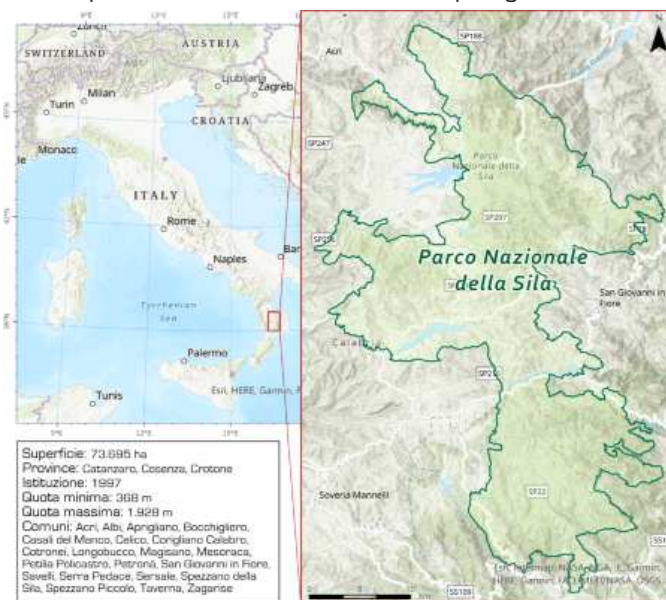 Zürich
SWITZERLAND
AUSTRIA
Ljubljana
Zagreb
Milan
Turin
CROATIA
Monaco
ITALY
Rome
Naples
Tyrrhenian
Sea
Palermo
Esri, HERE, Garmin,
Tunis
Superficie: 73.695 ha
Province: Catanzaro, Cosenza, Crotone
Istituzione: 1997
Quota minima: 368 m
Quota massima: 1.928 m
Comuni: Acri, Albi, Aprigliano, Bocchigliero,
Casali del Manco, Celico, Corigliano Calabro,
Cotronei, Longobucco, Magisano, Mesoraca,
Petilia Policastro, Petronà, San Giovanni in Fiore,
Savelli, Serra Pedace, Sersale, Spezzano della
Sila, Spezzano Piccolo, Taverna, Zagarise
Acri
SP188
SP247
Parco
Nazionale della
Sila
SP207
Parco Nazionale
della Sila
San Giovanni in
Fiore
Calabria
Soveria Mannelli
SP22
SS109